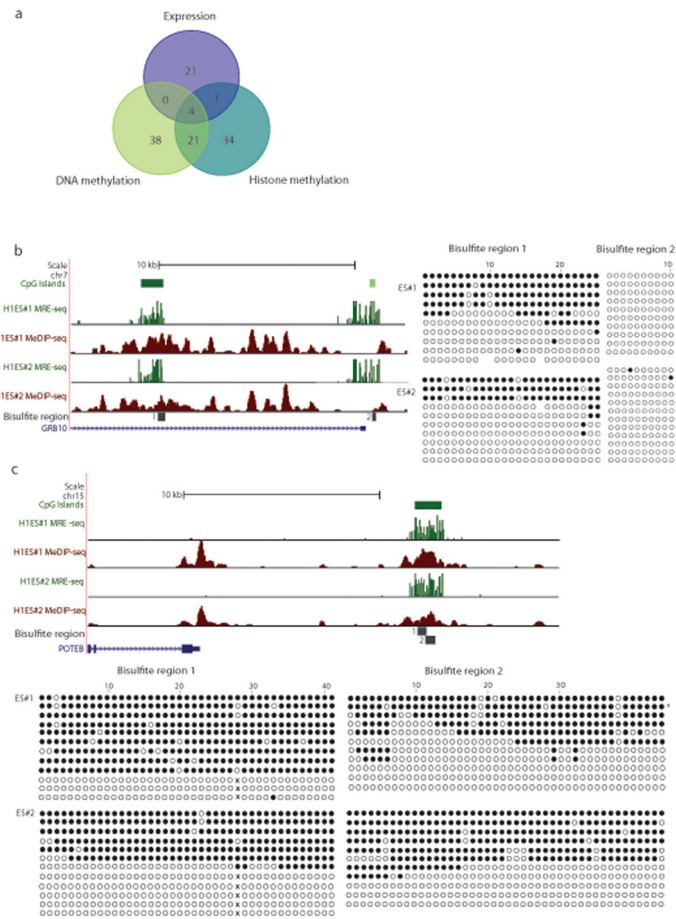 a
Expression
21
0
1
4
38
21
34
DNA methylation
Histone methylation
b
Scale
10 kb
chr7
CpG Islands
H1ES#1 MRE-seq
1ES#1 MeDIP-seq
H1ES#2 MRE-seq
1ES#2 MeDIP-seq
Bisulfite region
1
2
GRB10
Bisulfite region 1
Bisulfite region 2
10
20
10
ES#1
ES#2
c
Scale
10 kb
chr15
CpG Islands
H1ES#1 MRE -seq
H1ES#1 MeDIP-seq
H1ES#2 MRE-seq
H1ES#2 MeDIP-seq
Bisulfite region
1
2
POTEB
Bisulfite region 1
Bisulfite region 2
10
20
30
40
10
20
30
ES#1
x
x
x
ES#2
x
x
x
x
x
x